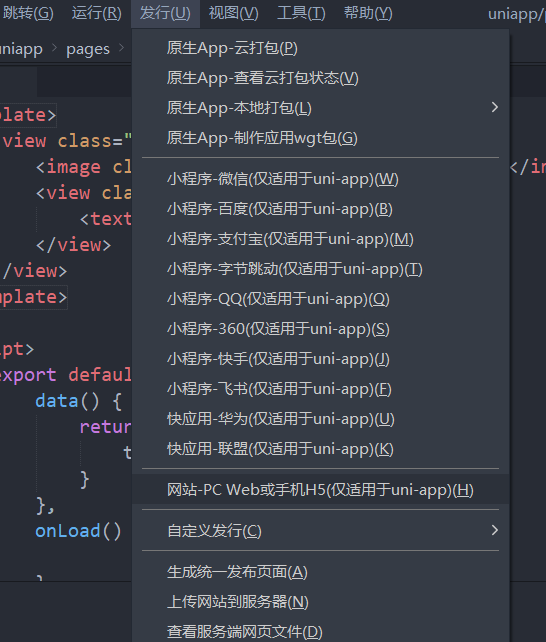 跳转(G) 运行(R) 发行(U) 视图(V) 工具(T) 帮助(Y) uniapp/p
uniapp > pages
原生App-云打包(P)
原生App-查看云打包状态(V)
原生App-本地打包(L)
原生App-制作应用wgt包(G)
小程序-微信(仅适用于uni-app)(W)
小程序-百度(仅适用于uni-app)(B)
小程序-支付宝(仅适用于uni-app)(M)
小程序-字节跳动(仅适用于uni-app)(T)
小程序-QQ(仅适用于uni-app)(Q)
小程序-360(仅适用于uni-app)(S)
小程序-快手(仅适用于uni-app)(J)
小程序-飞书(仅适用于uni-app)(F)
快应用-华为(仅适用于uni-app)(U)
快应用-联盟(仅适用于uni-app)(K)
网站-PC Web或手机H5(仅适用于uni-app)(H)
自定义发行(C)
生成统一发布页面(A)
上传网站到服务器(N)
查看服务端网页文件(D)
plate>
view class="
<image cl
></im
<view cla
<text
</view>
/view>
mplate>
ipt>
export defaul
data() {
retur
t
}
},
onLoad()
}